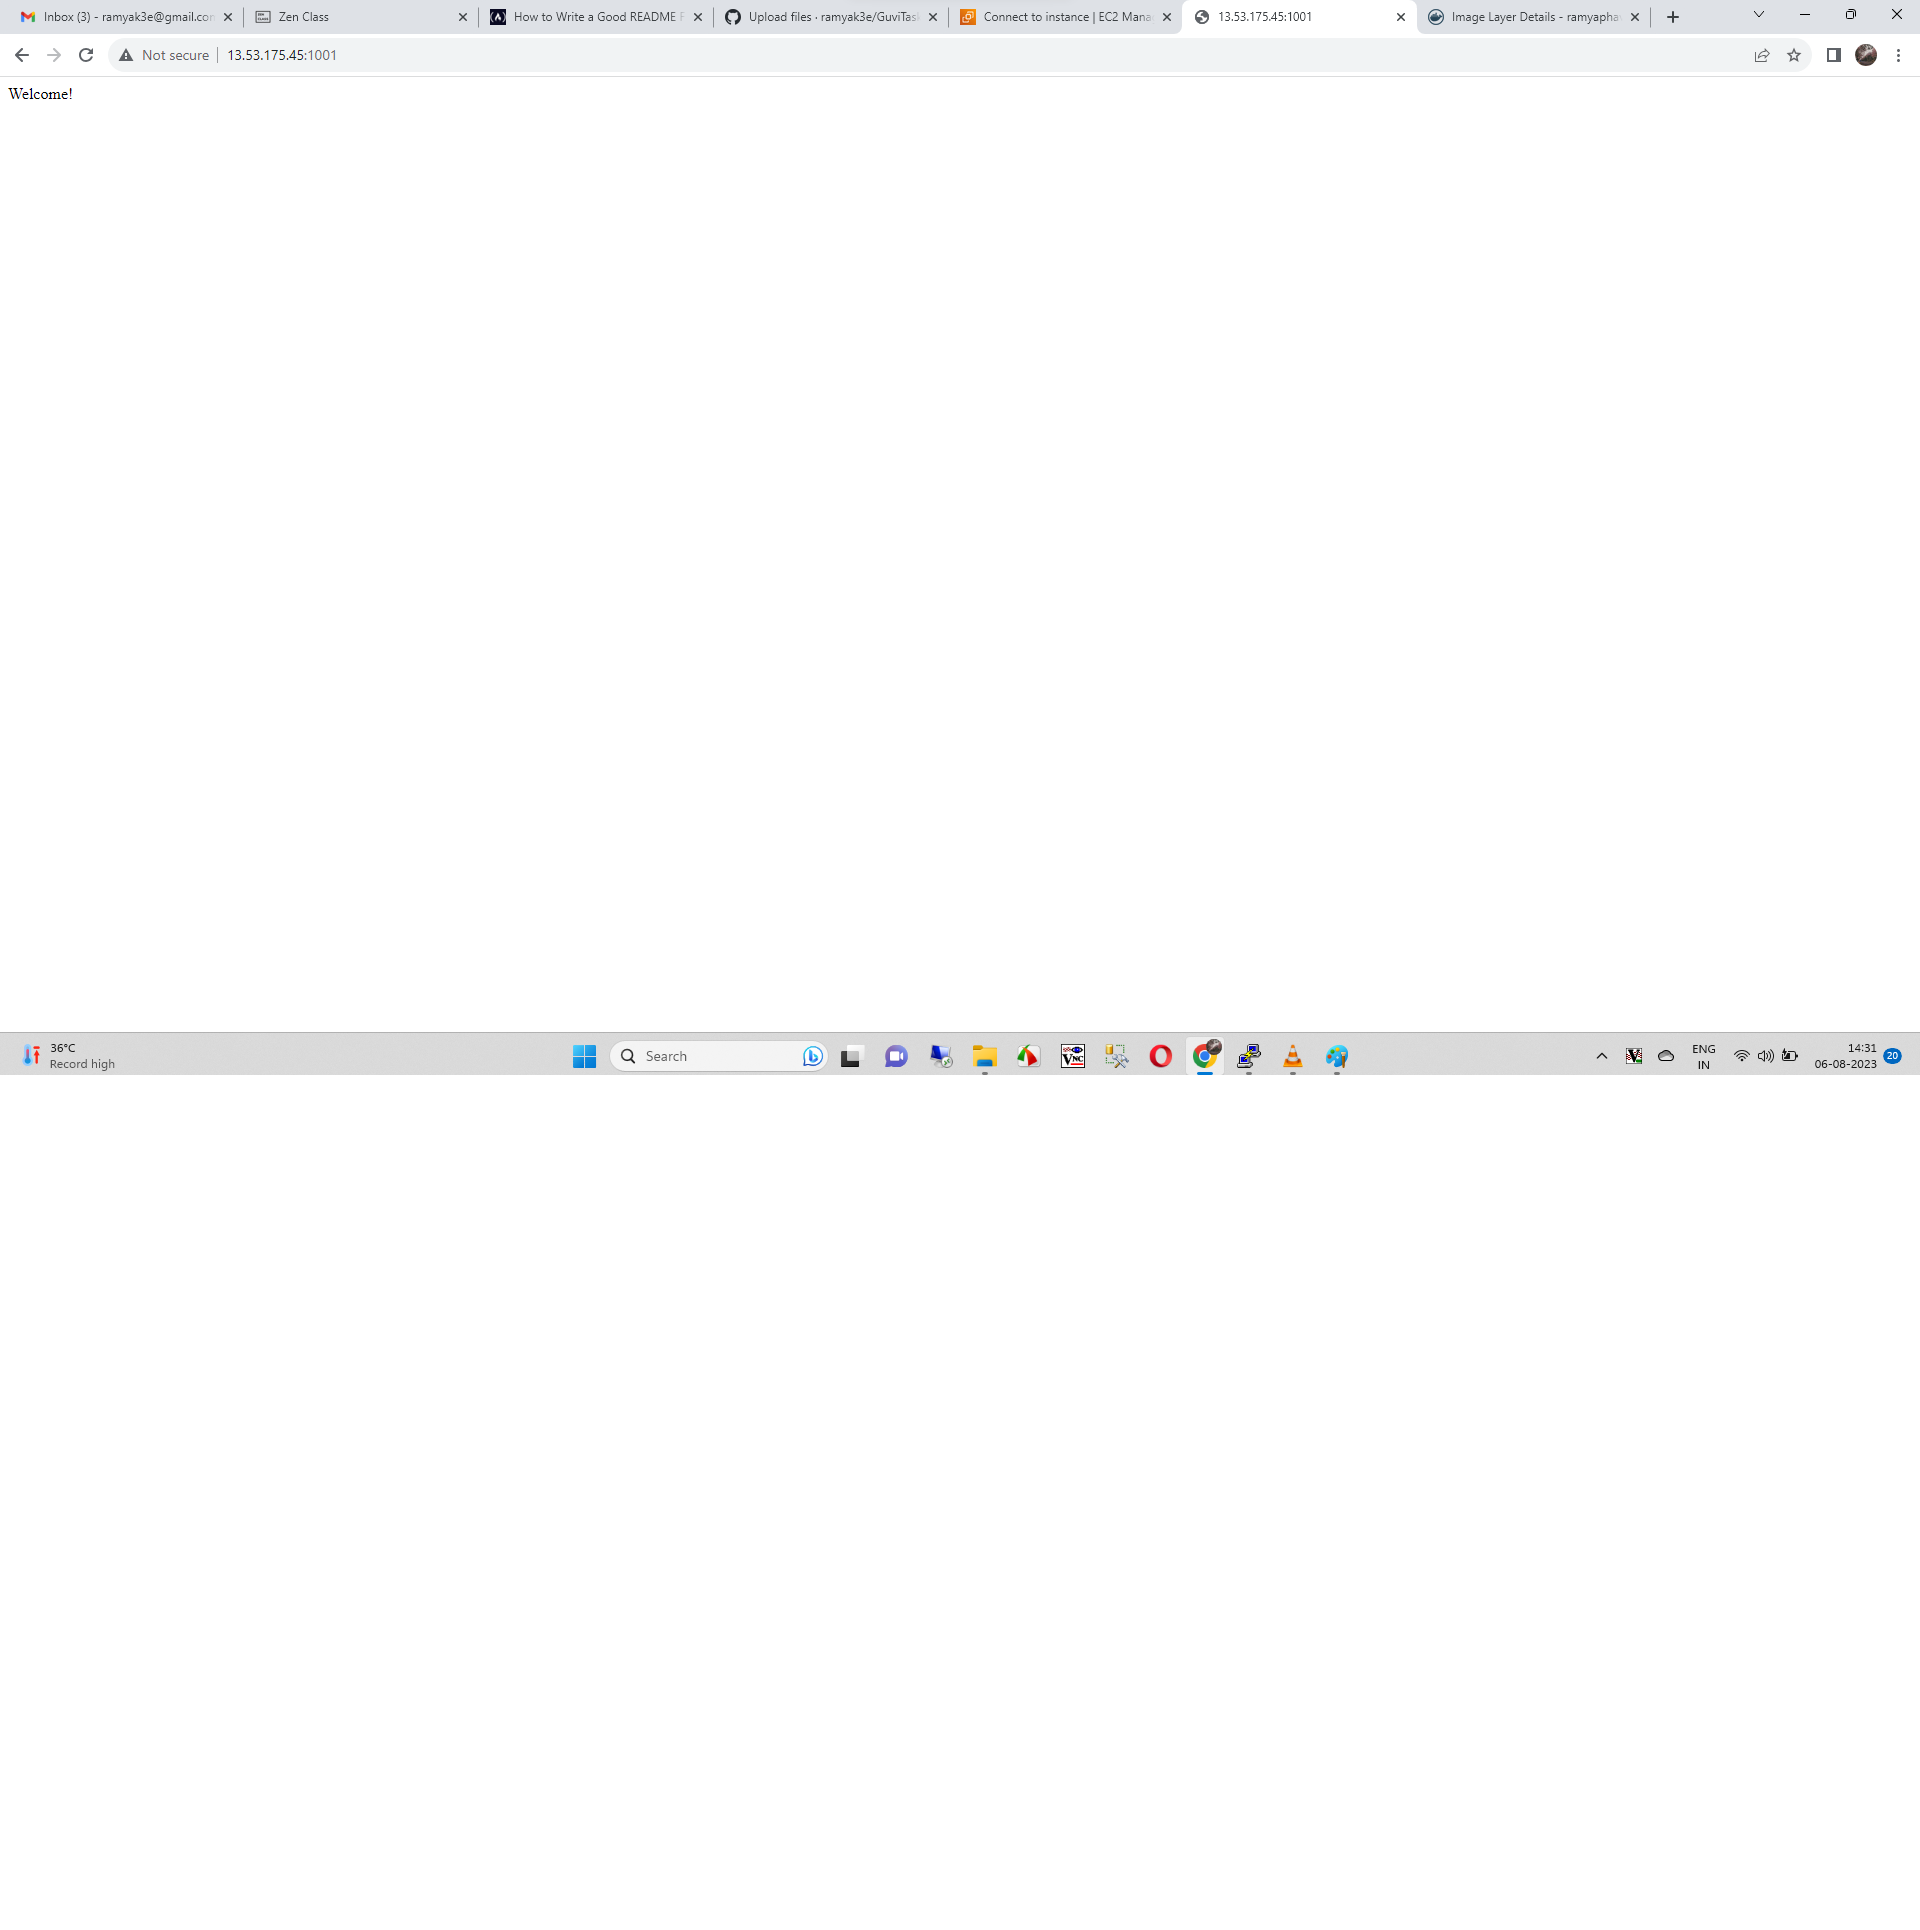 Inbox (3) - ramyak3e@gmail.com
Zen Class
How to Write a Good README F
Upload files · ramyak3e/GuviTas
Connect to instance | EC2 Mana
13.53.175.45:1001
Image Layer Details - ramyapha
Not secure
13.53.175.45:1001
Welcome!
36°C
Record high
Search
VNC
ENG
IN
14:31
06-08-2023
20